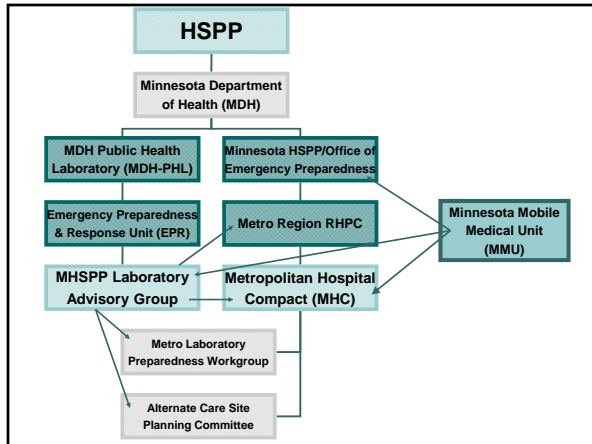 HSPP
Minnesota Department
of Health (MDH)
MDH Public Health
Laboratory (MDH-PHL)
Minnesota HSPP/Office of
Emergency Preparedness
Emergency Preparedness
& Response Unit (EPR)
Metro Region RHPC
Minnesota Mobile
Medical Unit
(MMU)
MHSPP Laboratory
Advisory Group
Metropolitan Hospital
Compact (MHC)
Metro Laboratory
Preparedness Workgroup
Alternate Care Site
Planning Committee